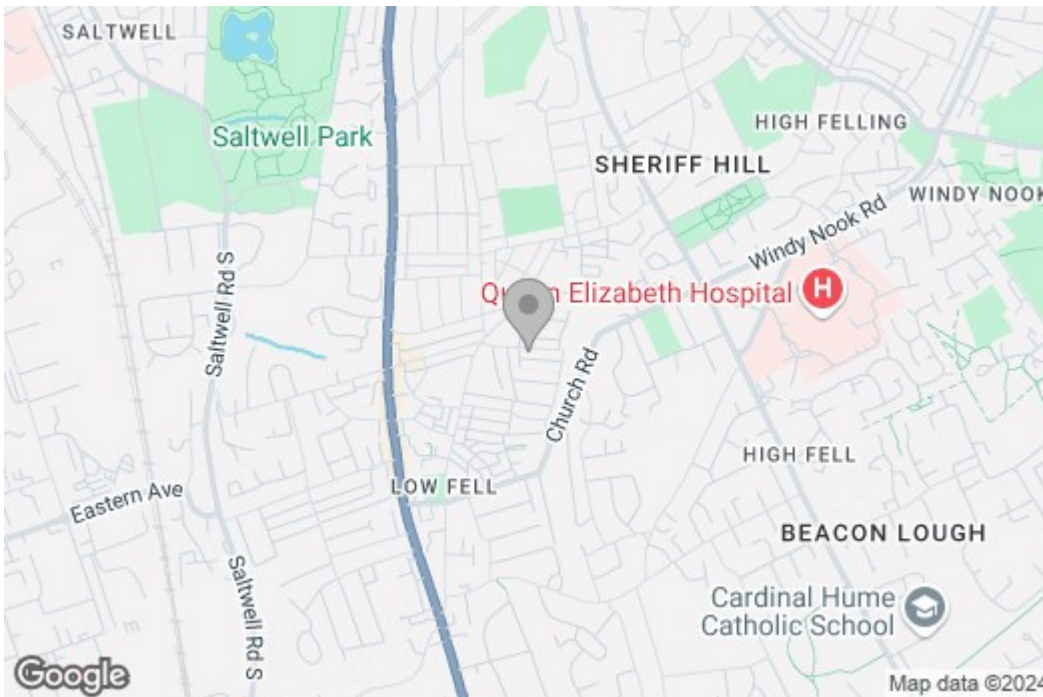 SALTWELL
Saltwell Park
HIGH FELLING
SHERIFF HILL
WINDY NOOK
Windy Nook Rd
Saltwell Rd S
Elizabeth Hospital
H
Church Rd
HIGH FELL
LOW FELL
Eastern Ave
BEACON LOUGH
Saltwell Rd S
Cardinal Hume
Catholic School
Google
Map data ©2024